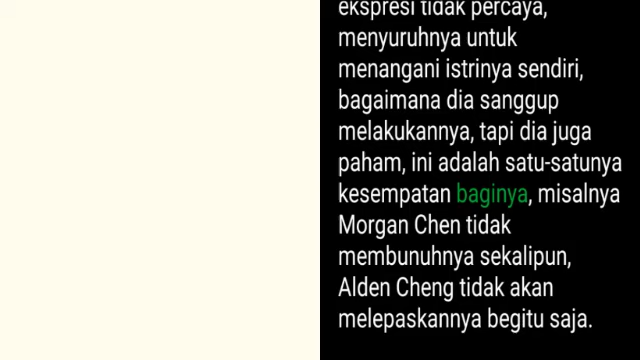 ekspresi tidak percaya,
menyuruhnya untuk
menangani istrinya sendiri,
bagaimana dia sanggup
melakukannya, tapi dia juga
paham, ini adalah satu-satunya
kesempatan baginya, misalnya
Morgan Chen tidak
membunuhnya sekalipun,
Alden Cheng tidak akan
melepaskannya begitu saja.